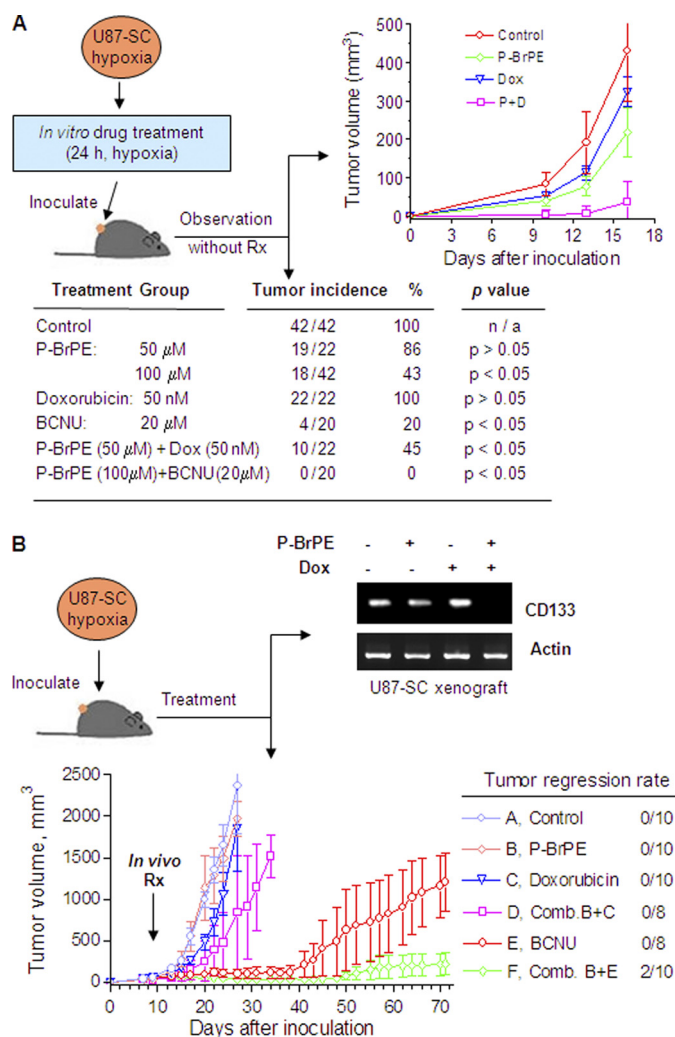 A
U87-SC
hypoxia
In vitro drug treatment
(24 h, hypoxia)
Inoculate
Observation
without Rx
Tumor volume (mm³)
500
400
300
200
100
0
Control
P-BrPE
Dox
P+D
0 3 6 9 12 15 18
Days after inoculation
Treatment Group Tumor incidence % p value
Control 42/42 100 n/a
P-BrPE: 50 µM 19/22 86 p > 0.05
100 µM 18/42 43 p < 0.05
Doxorubicin: 50 nM 22/22 100 p > 0.05
BCNU: 20 µM 4/20 20 p < 0.05
P-BrPE (50 µM) + Dox (50 nM) 10/22 45 p < 0.05
P-BrPE (100µM)+BCNU(20µM) 0/20 0 p < 0.05
B
U87-SC
hypoxia
Inoculate
Treatment
P-BrPE - + - +
Dox - - + +
CD133
Actin
U87-SC xenograft
Tumor volume, mm³
2500
2000
1500
1000
500
0
In vivo
Rx
0 10 20 30 40 50 60 70
Days after inoculation
Tumor regression rate
A, Control 0/10
B, P-BrPE 0/10
C, Doxorubicin 0/10
D, Comb.B+C 0/8
E, BCNU 0/8
F, Comb. B+E 2/10